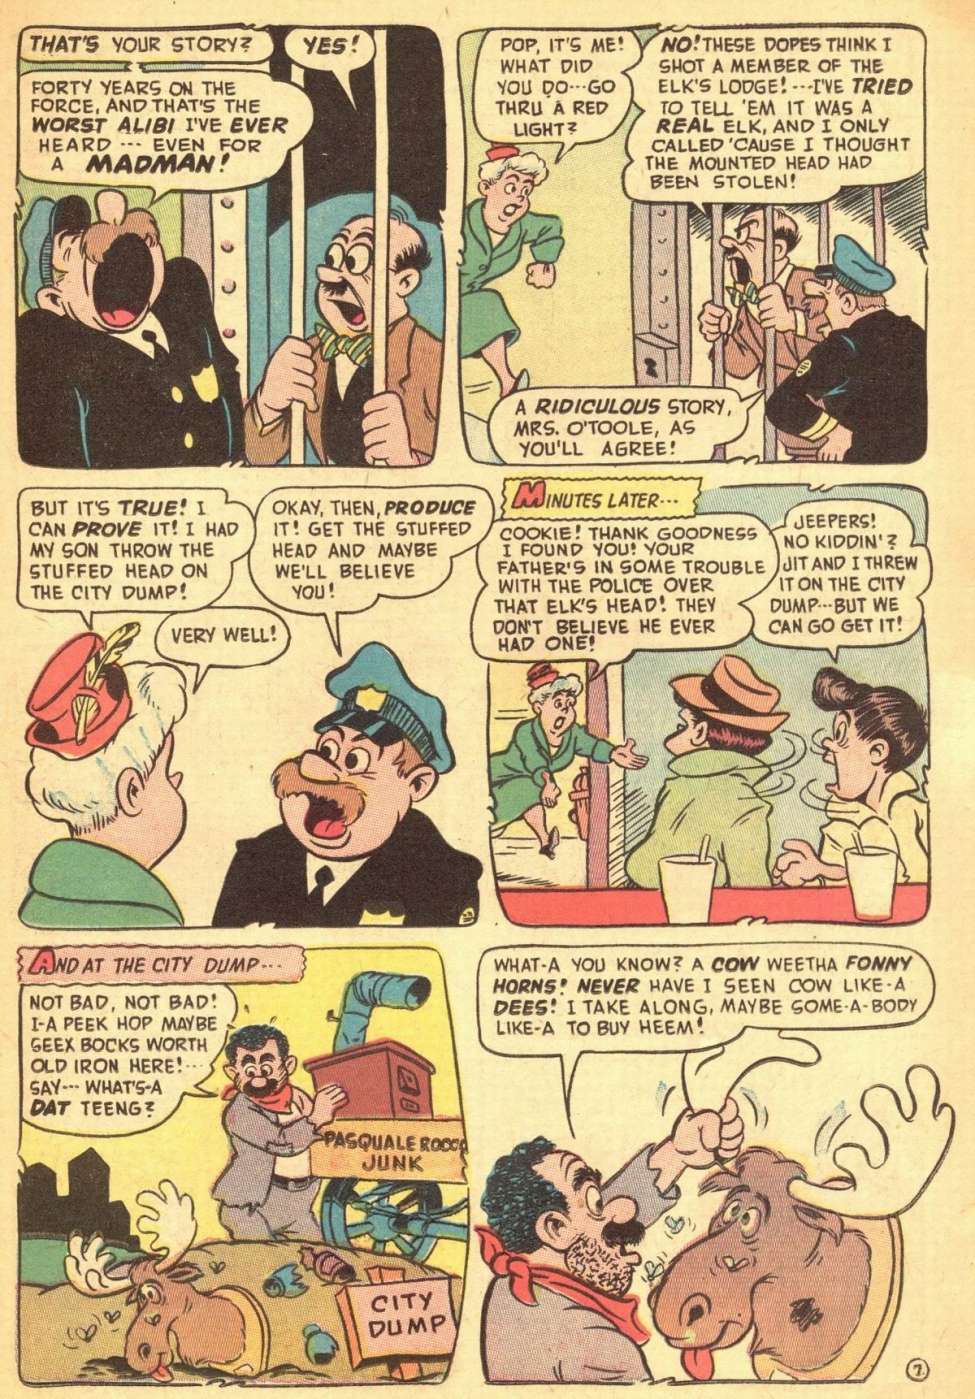 THAT'S YOUR STORY?
FORTY YEARS ON THE
FORCE, AND THAT'S THE
WORST ALIBI I'VE EVER
HEARD --- EVEN FOR
A MADMAN!
YES!
POP, IT'S ME!
WHAT DID
YOU DO---GO
THRU A RED
LIGHT?
NO! THESE DOPES THINK I
SHOT A MEMBER OF THE
ELK'S LODGE! ---I'VE TRIED
TO TELL 'EM IT WAS A
REAL ELK, AND I ONLY
CALLED 'CAUSE I THOUGHT
THE MOUNTED HEAD HAD
BEEN STOLEN!
A RIDICULOUS STORY,
MRS. O'TOOLE, AS
YOU'LL AGREE!
BUT IT'S TRUE! I
CAN PROVE IT! I HAD
MY SON THROW THE
STUFFED HEAD ON
THE CITY DUMP!
OKAY, THEN, PRODUCE
IT! GET THE STUFFED
HEAD AND MAYBE
WE'LL BELIEVE
YOU!
VERY WELL!
MINUTES LATER---
COOKIE! THANK GOODNESS
I FOUND YOU! YOUR
FATHER'S IN SOME TROUBLE
WITH THE POLICE OVER
THAT ELK'S HEAD! THEY
DON'T BELIEVE HE EVER
HAD ONE!
JEEPERS!
NO KIDDIN'?
JIT AND I THREW
IT ON THE CITY
DUMP---BUT WE
CAN GO GET IT!
AND AT THE CITY DUMP---
NOT BAD, NOT BAD!
I-A PEEK HOP MAYBE
SEEX BOCKS WORTH
OLD IRON HERE!---
SAY--- WHAT'S-A
DAT TEENG?
PASQUALE ROCCO
JUNK
CITY
DUMP
WHAT-A YOU KNOW? A COW WEETHA FONNY
HORNS! NEVER HAVE I SEEN COW LIKE-A
DEES! I TAKE ALONG, MAYBE SOME-A-BODY
LIKE-A TO BUY HEEM!
7